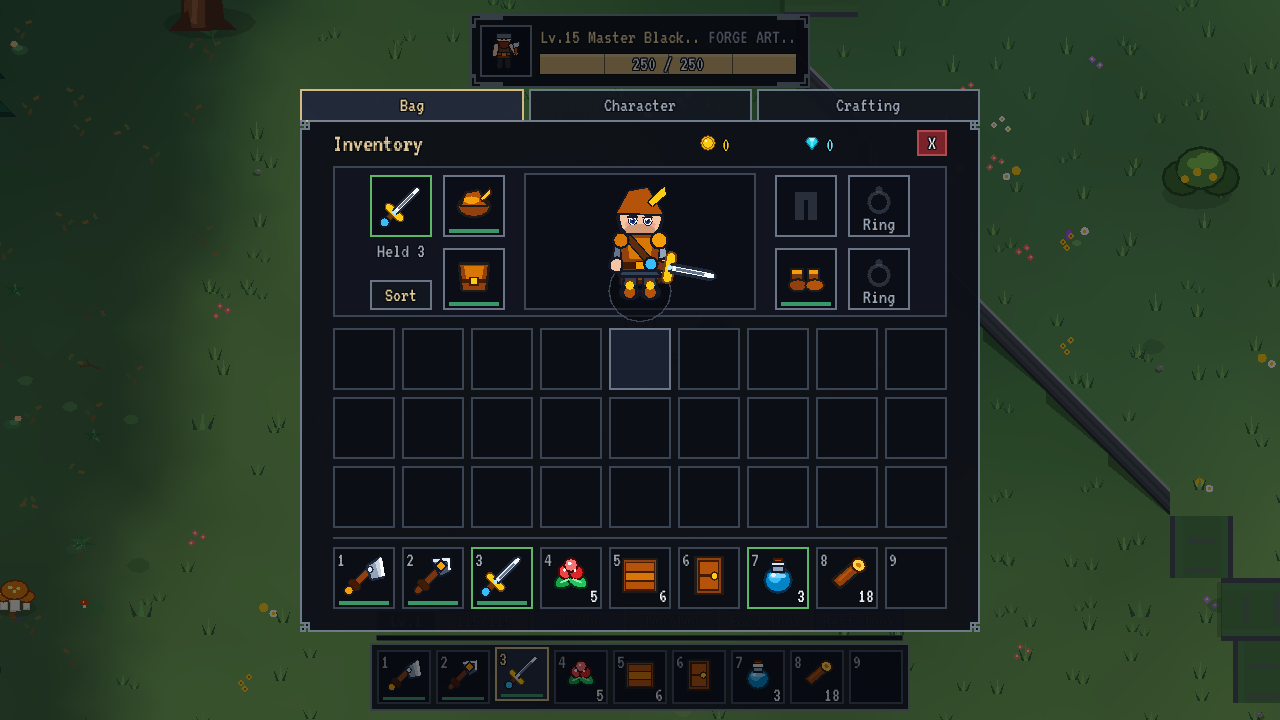 Lv.15 Master Black.. FORGE ART..
250 / 250
Bag Character Crafting
Inventory 0 0 X
Held 3
Sort
Ring
Ring
1 2 3 4 5 6 7 8 9
5 6 3 18
1 2 3 4 5 6 7 8 9
5 6 3 18